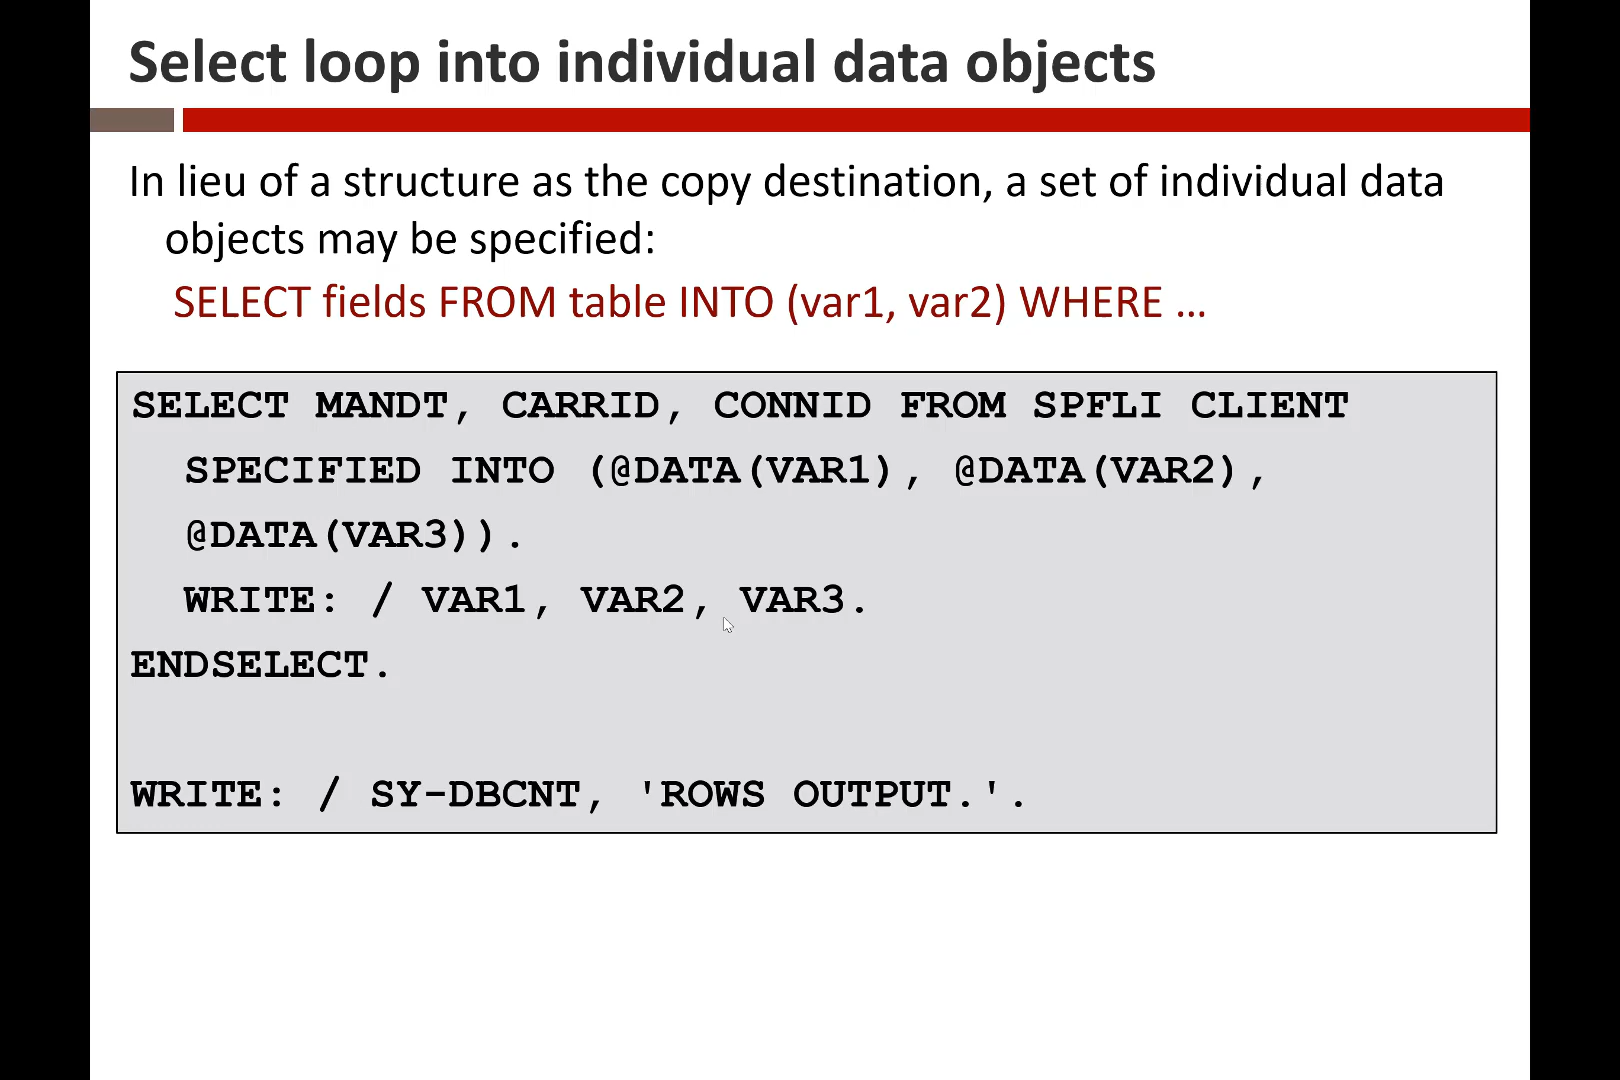 Select loop into individual data objects
In lieu of a structure as the copy destination, a set of individual data
objects may be specified:
SELECT fields FROM table INTO (var1, var2) WHERE …
SELECT MANDT, CARRID, CONNID FROM SPFLI CLIENT
SPECIFIED INTO (@DATA(VAR1), @DATA(VAR2),
@DATA(VAR3)).
WRITE: / VAR1, VAR2, VAR3.
ENDSELECT.
WRITE: / SY-DBCNT, 'ROWS OUTPUT.'.